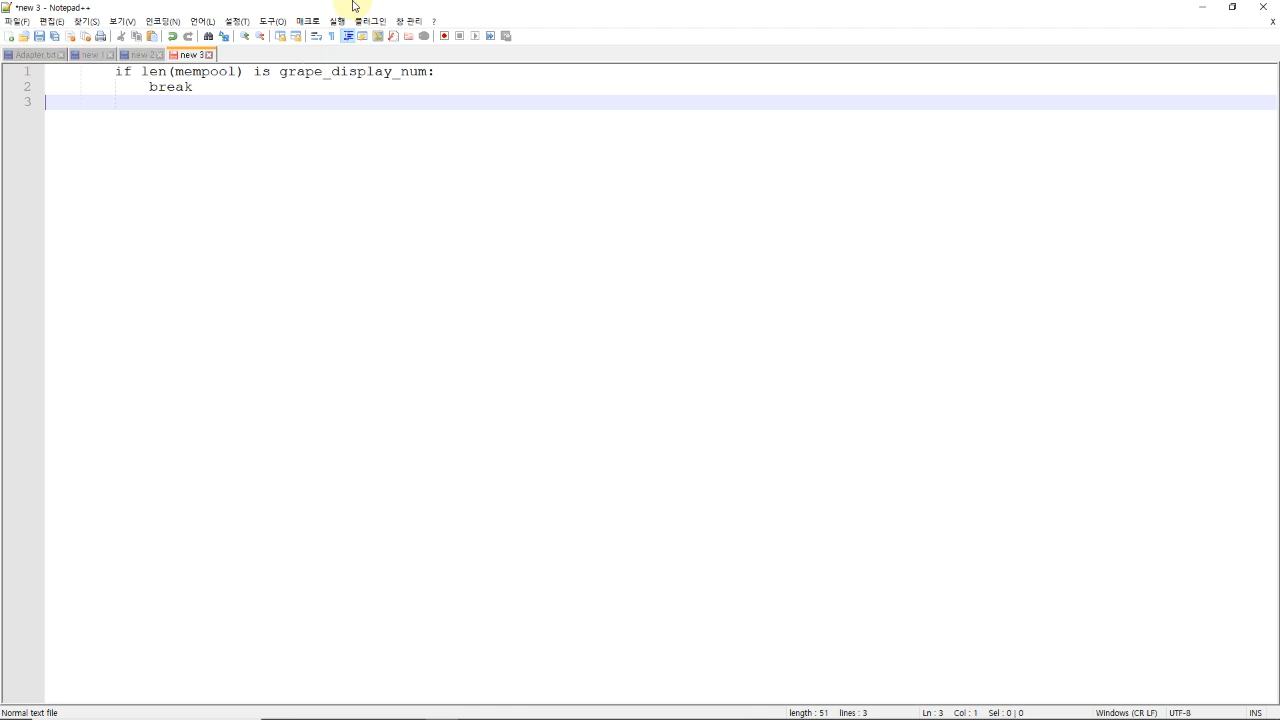 *new 3 - Notepad++
파일(F) 편집(E) 찾기(S) 보기(V) 인코딩(N) 언어(L) 설정(T) 도구(O) 매크로 실행 플러그인 창 관리 ?
Adapter.txt new 1 new 2 new 3
1 if len(mempool) is grape_display_num:
2 break
3
Normal text file length : 51 lines : 3 Ln : 3 Col : 1 Sel : 0 | 0 Windows (CR LF) UTF-8 INS